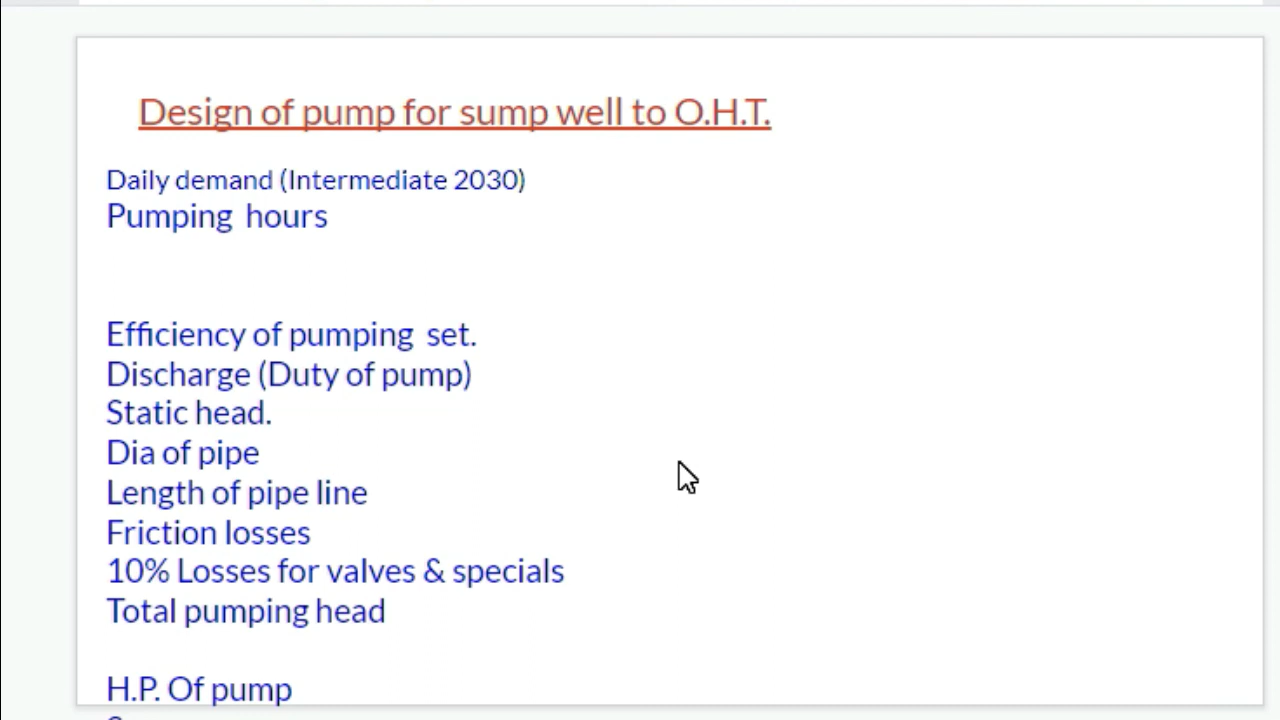 Design of pump for sump well to O.H.T.
Daily demand (Intermediate 2030)
Pumping hours
Efficiency of pumping set.
Discharge (Duty of pump)
Static head.
Dia of pipe
Length of pipe line
Friction losses
10% Losses for valves & specials
Total pumping head
H.P. Of pump